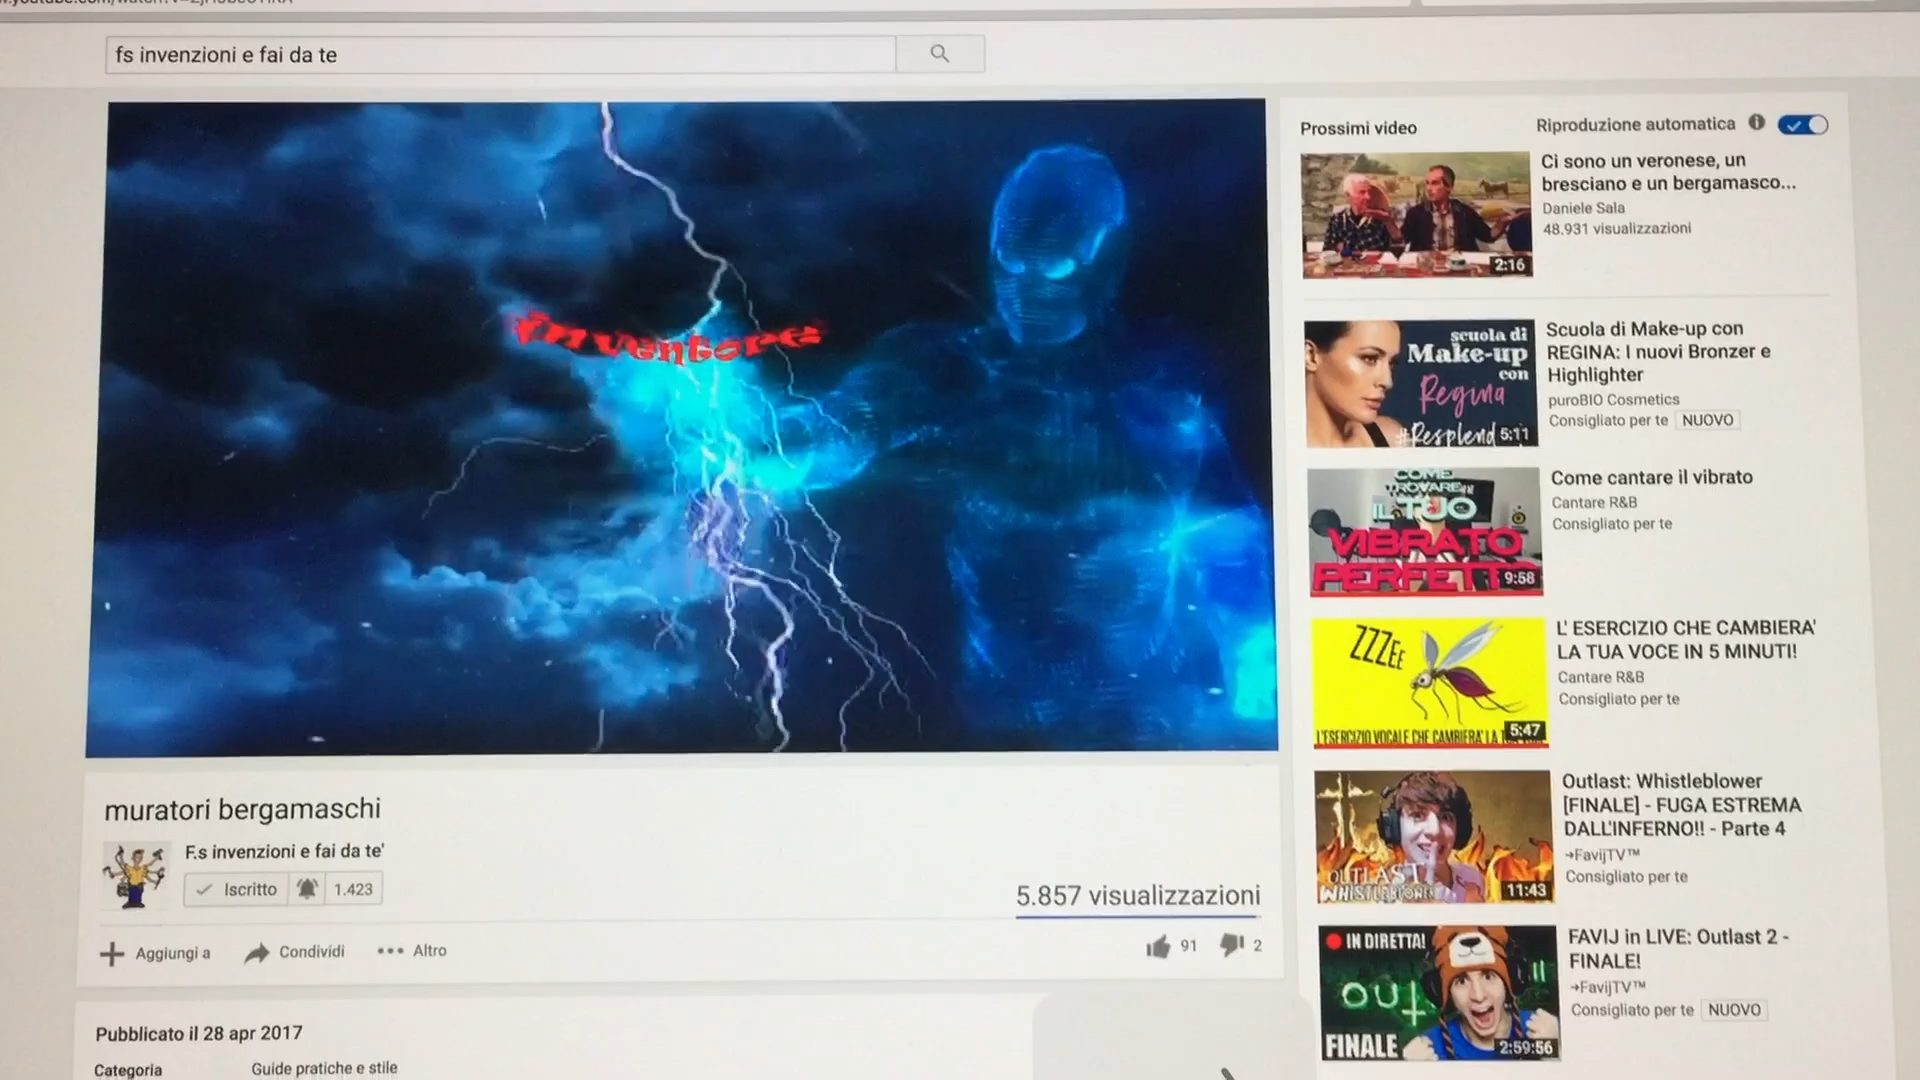 fs invenzioni e fai da te
inventore
muratori bergamaschi
F.s invenzioni e fai da te'
Iscritto
1.423
5.857 visualizzazioni
Aggiungi a
Condividi
Altro
91
2
Pubblicato il 28 apr 2017
Categoria
Guide pratiche e stile
Prossimi video
Riproduzione automatica
2:16
Ci sono un veronese, un
bresciano e un bergamasco...
Daniele Sala
48.931 visualizzazioni
scuola di
Make-up
con
Regina
#Resplend
5:11
Scuola di Make-up con
REGINA: I nuovi Bronzer e
Highlighter
puroBIO Cosmetics
Consigliato per te
NUOVO
COME
TROVARE
IL TUO
VIBRATO
PERFETTO
9:58
Come cantare il vibrato
Cantare R&B
Consigliato per te
ZZZEE
L'ESERCIZIO VOCALE CHE CAMBIERA' LA T
5:47
L' ESERCIZIO CHE CAMBIERA'
LA TUA VOCE IN 5 MINUTI!
Cantare R&B
Consigliato per te
OUTLAST
WHISTLEBLOWER
11:43
Outlast: Whistleblower
[FINALE] - FUGA ESTREMA
DALL'INFERNO!! - Parte 4
→FavijTV™
Consigliato per te
IN DIRETTA!
OUT
FINALE
2:59:56
FAVIJ in LIVE: Outlast 2 -
FINALE!
→FavijTV™
Consigliato per te
NUOVO